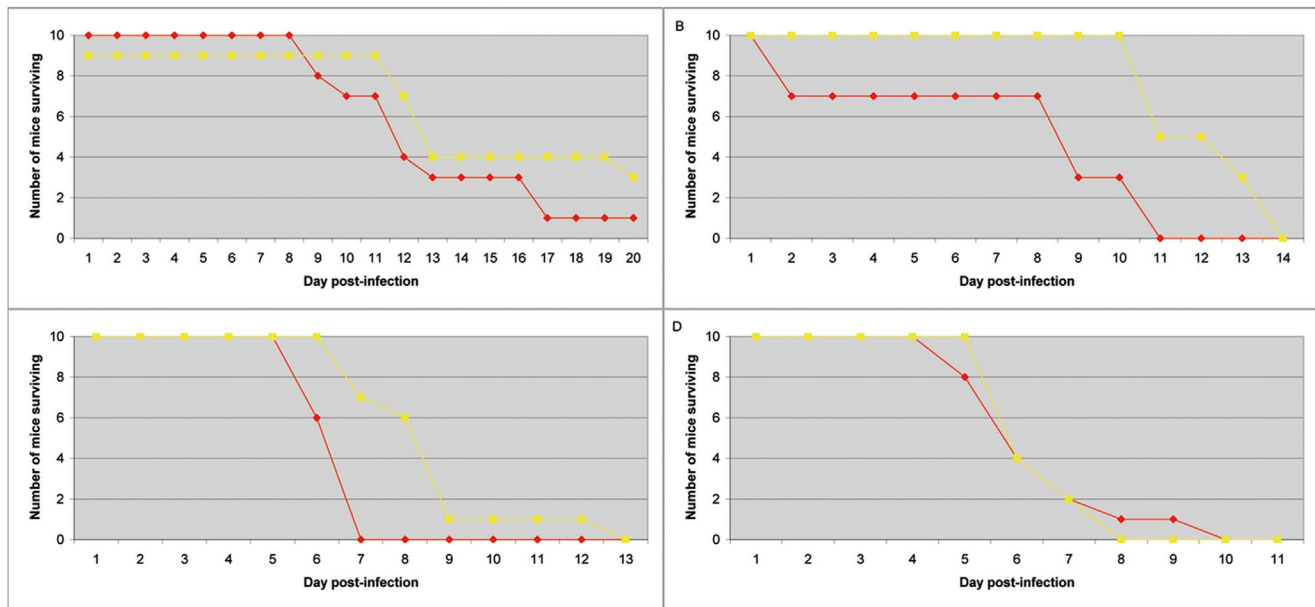 Number of mice surviving
10
8
6
4
2
0
1 2 3 4 5 6 7 8 9 10 11 12 13 14 15 16 17 18 19 20
Day post-infection
B
Number of mice surviving
10
8
6
4
2
0
1 2 3 4 5 6 7 8 9 10 11 12 13 14
Day post-infection
Number of mice surviving
10
8
6
4
2
0
1 2 3 4 5 6 7 8 9 10 11 12 13
Day post-infection
D
Number of mice surviving
10
8
6
4
2
0
1 2 3 4 5 6 7 8 9 10 11
Day post-infection